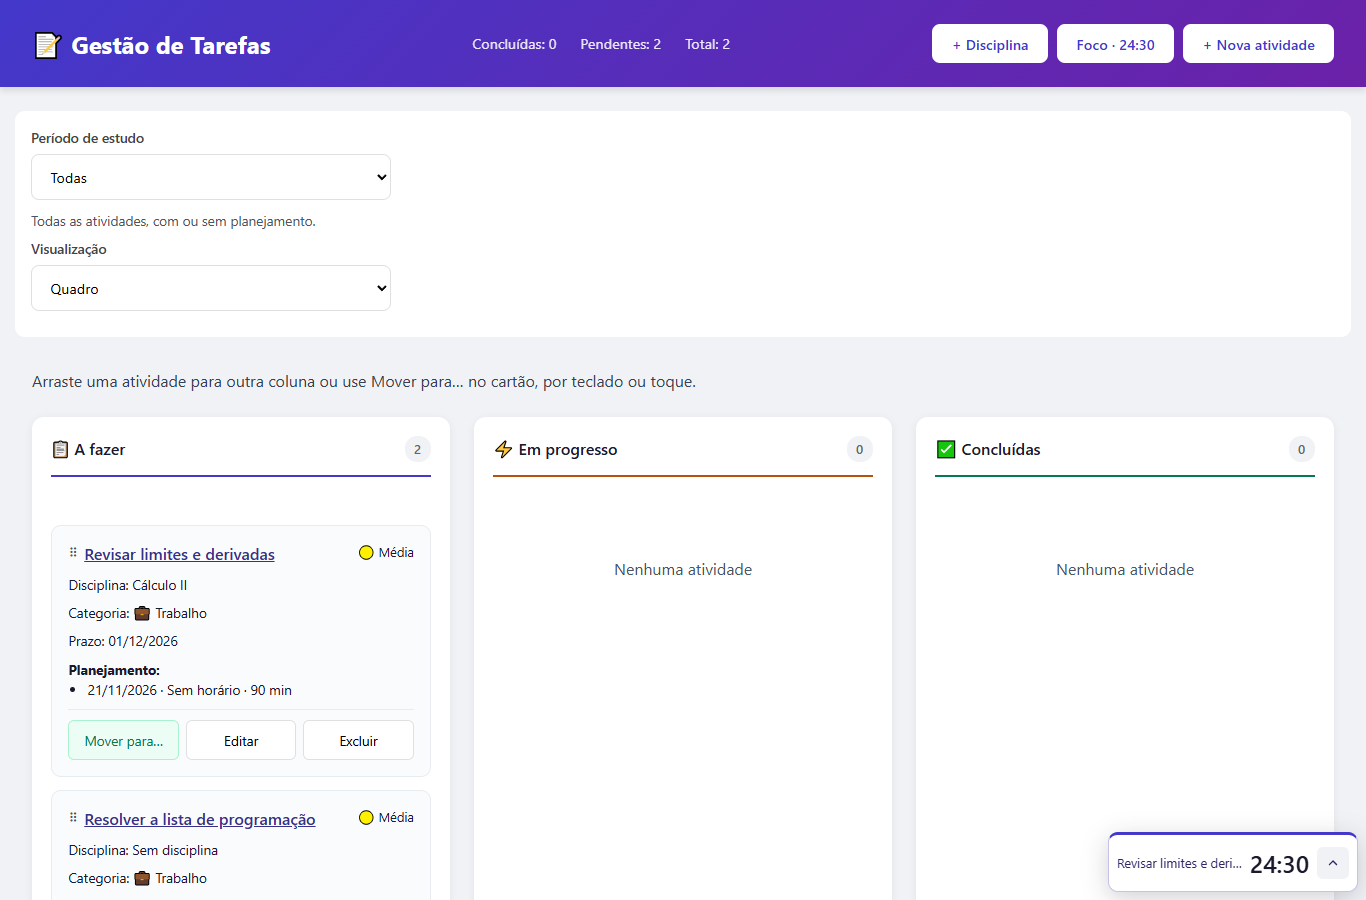 Gestão de Tarefas
Concluídas: 0
Pendentes: 2
Total: 2
+ Disciplina
Foco · 24:30
+ Nova atividade
Período de estudo
Todas
Todas as atividades, com ou sem planejamento.
Visualização
Quadro
Arraste uma atividade para outra coluna ou use Mover para... no cartão, por teclado ou toque.
A fazer
2
Revisar limites e derivadas
Média
Disciplina: Cálculo II
Categoria: Trabalho
Prazo: 01/12/2026
Planejamento:
21/11/2026 · Sem horário · 90 min
Mover para...
Editar
Excluir
Resolver a lista de programação
Média
Disciplina: Sem disciplina
Categoria: Trabalho
Em progresso
0
Nenhuma atividade
Concluídas
0
Nenhuma atividade
Revisar limites e deri...
24:30